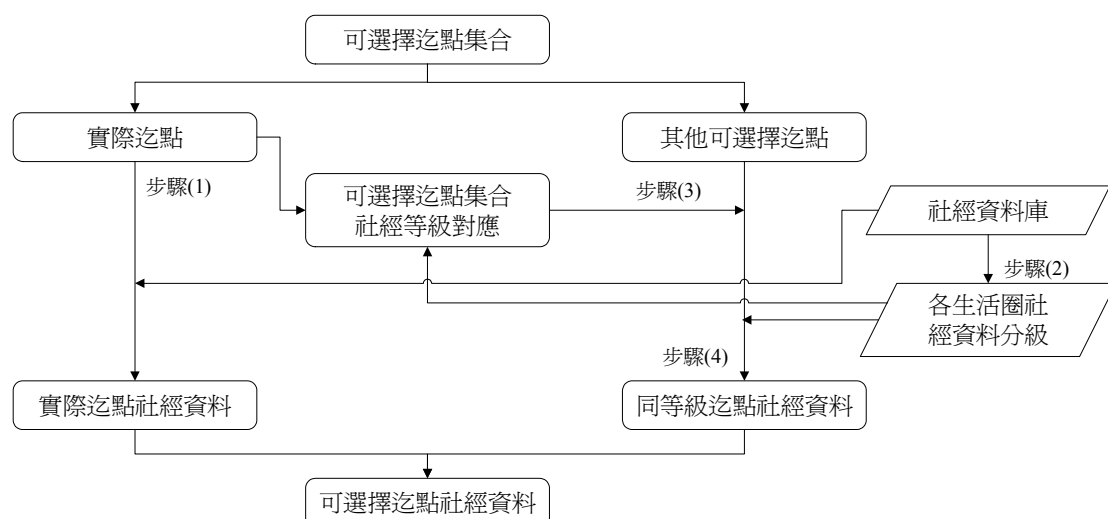 可選擇迄點集合
實際迄點
其他可選擇迄點
步驟(1)
可選擇迄點集合
社經等級對應
步驟(3)
社經資料庫
步驟(2)
各生活圈社
經資料分級
步驟(4)
實際迄點社經資料
同等級迄點社經資料
可選擇迄點社經資料